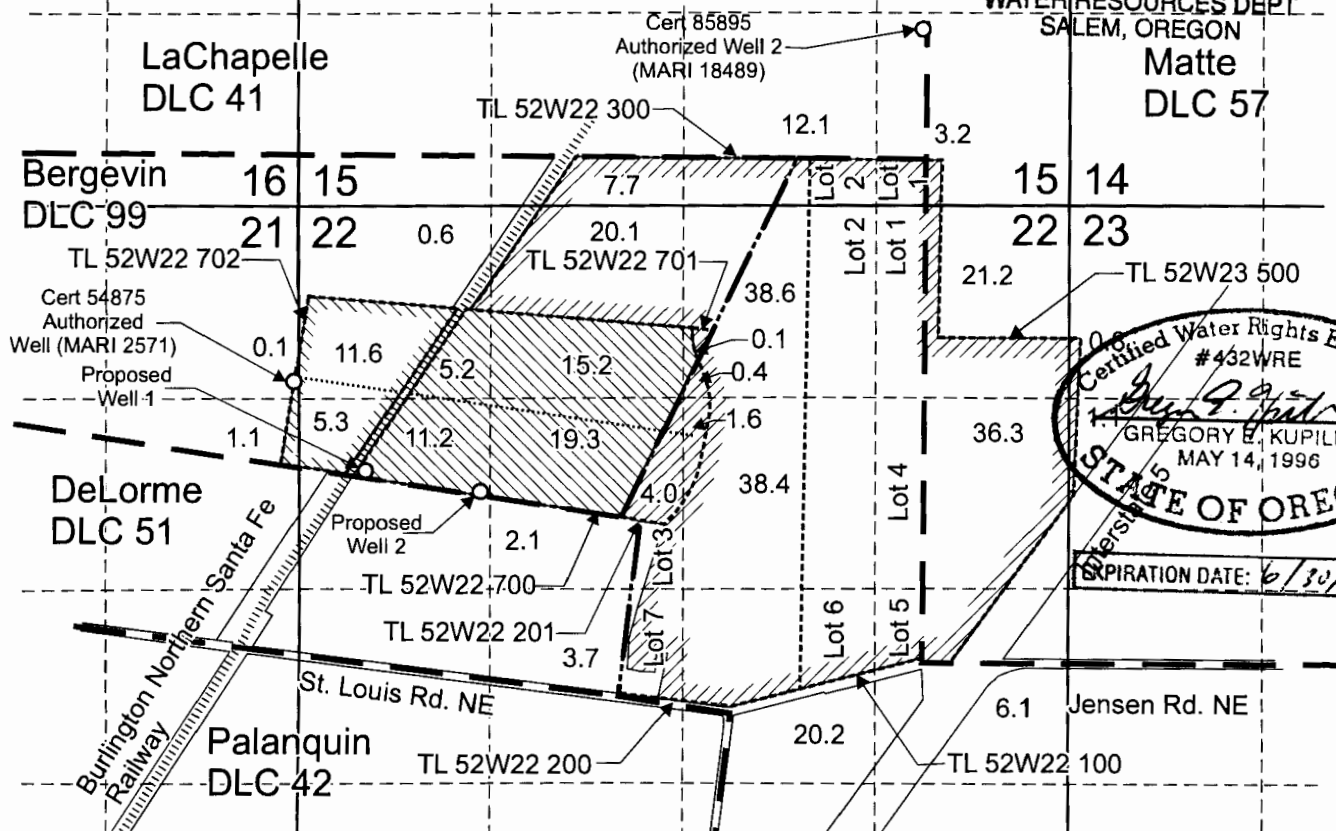 WATER RESOURCES DEPT
SALEM, OREGON
Cert 85895
Authorized Well 2
(MARI 18489)
LaChapelle
DLC 41
Matte
DLC 57
TL 52W22 300
12.1
3.2
Bergevin
DLC 99
16
15
7.7
Lot 2
Lot 1
15
14
21
22
0.6
20.1
Lot 2
Lot 1
22
23
TL 52W22 702
TL 52W22 701
21.2
TL 52W23 500
Cert 54875
Authorized
Well (MARI 2571)
38.6
0.1
11.6
5.2
15.2
0.1
0.4
Proposed
Well 1
5.3
11.2
19.3
1.6
1.1
36.3
Certified Water Rights
#432WRE
GREGORY E. KUPILL
MAY 14, 1996
STATE OF ORE
DeLorme
DLC 51
4.0
38.4
Lot 4
Proposed
Well 2
2.1
Lot 3
Interstate 5
EXPIRATION DATE: 6/30/
TL 52W22 700
TL 52W22 201
3.7
Lot 7
Lot 6
Lot 5
Burlington Northern Santa Fe
Railway
St. Louis Rd. NE
6.1
Jensen Rd. NE
20.2
Palanquin
DLC 42
TL 52W22 200
TL 52W22 100